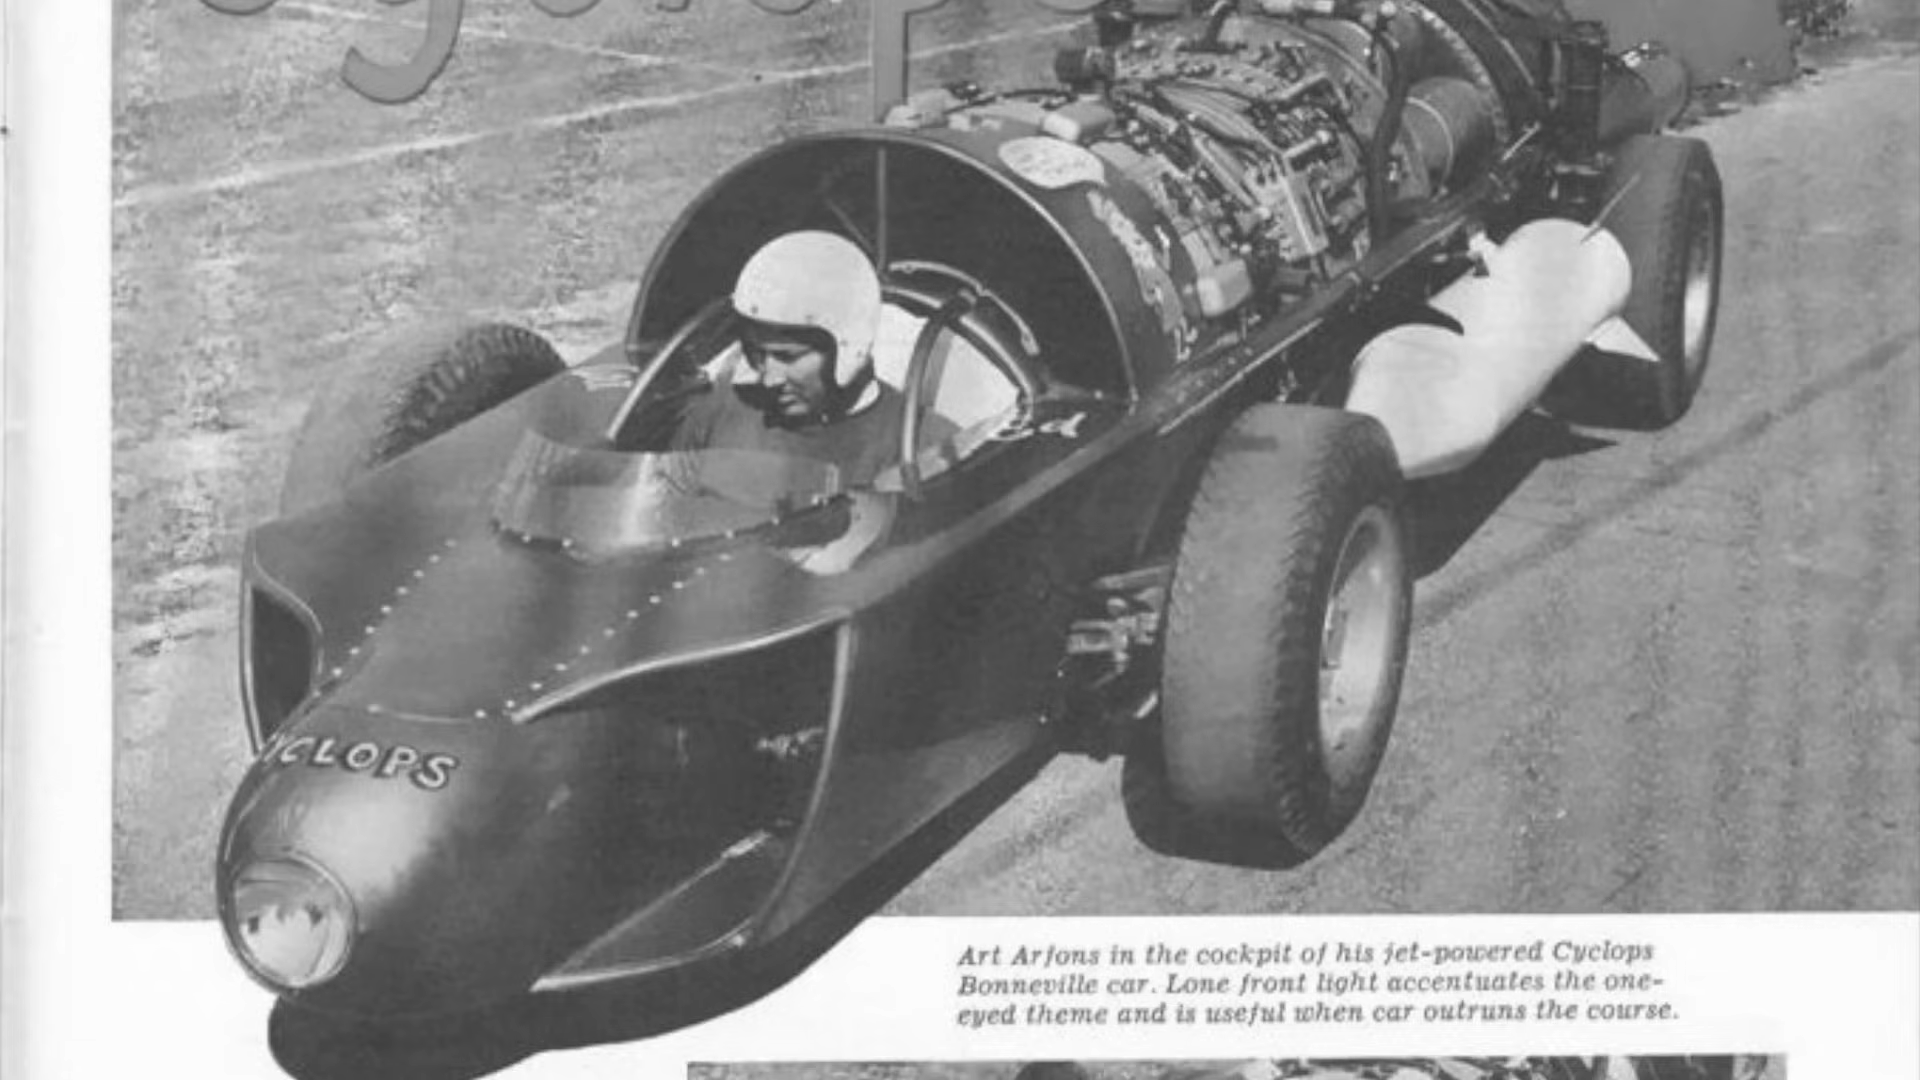 CYCLOPS
Art Arfons in the cockpit of his jet-powered Cyclops
Bonneville car. Lone front light accentuates the one-
eyed theme and is useful when car outruns the course.